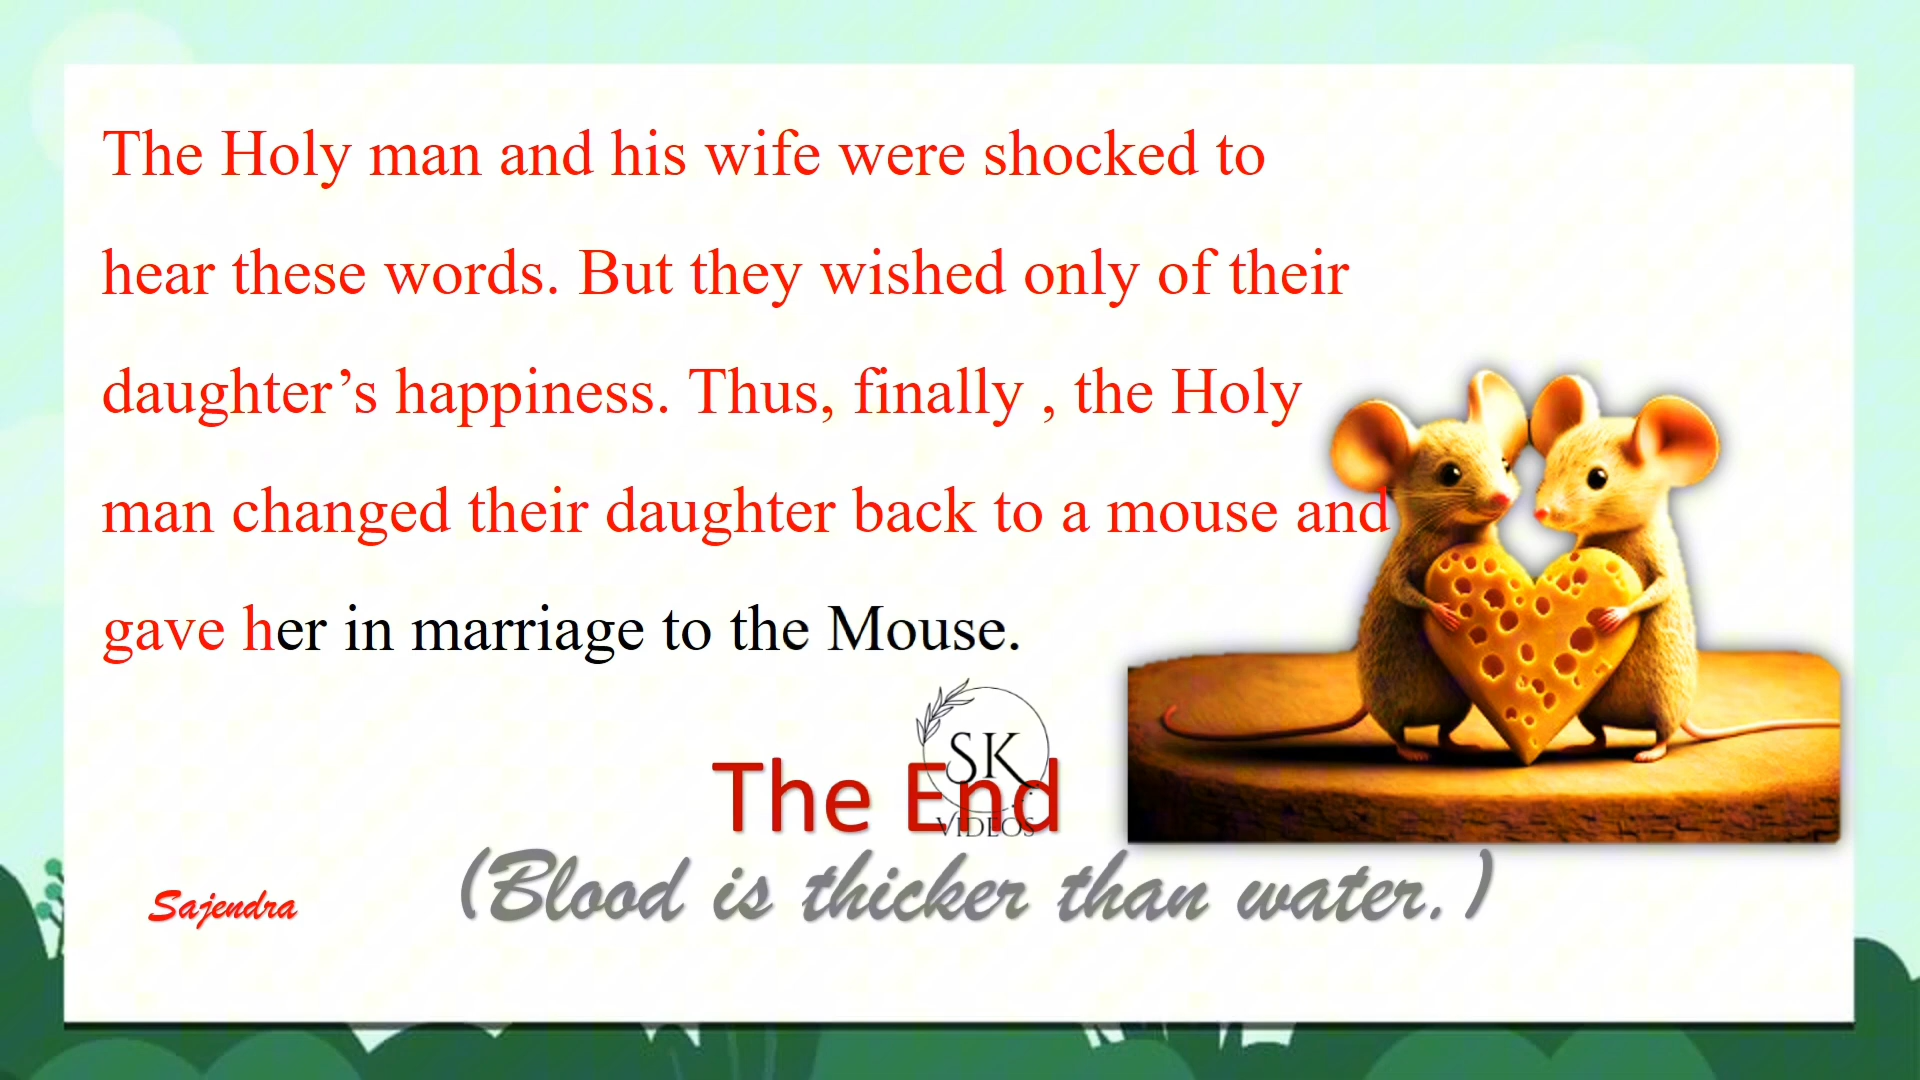 The Holy man and his wife were shocked to
hear these words. But they wished only of their
daughter’s happiness. Thus, finally , the Holy
man changed their daughter back to a mouse and
gave her in marriage to the Mouse.
SK
VIDEOS
The End
(Blood is thicker than water.)
Sajendra